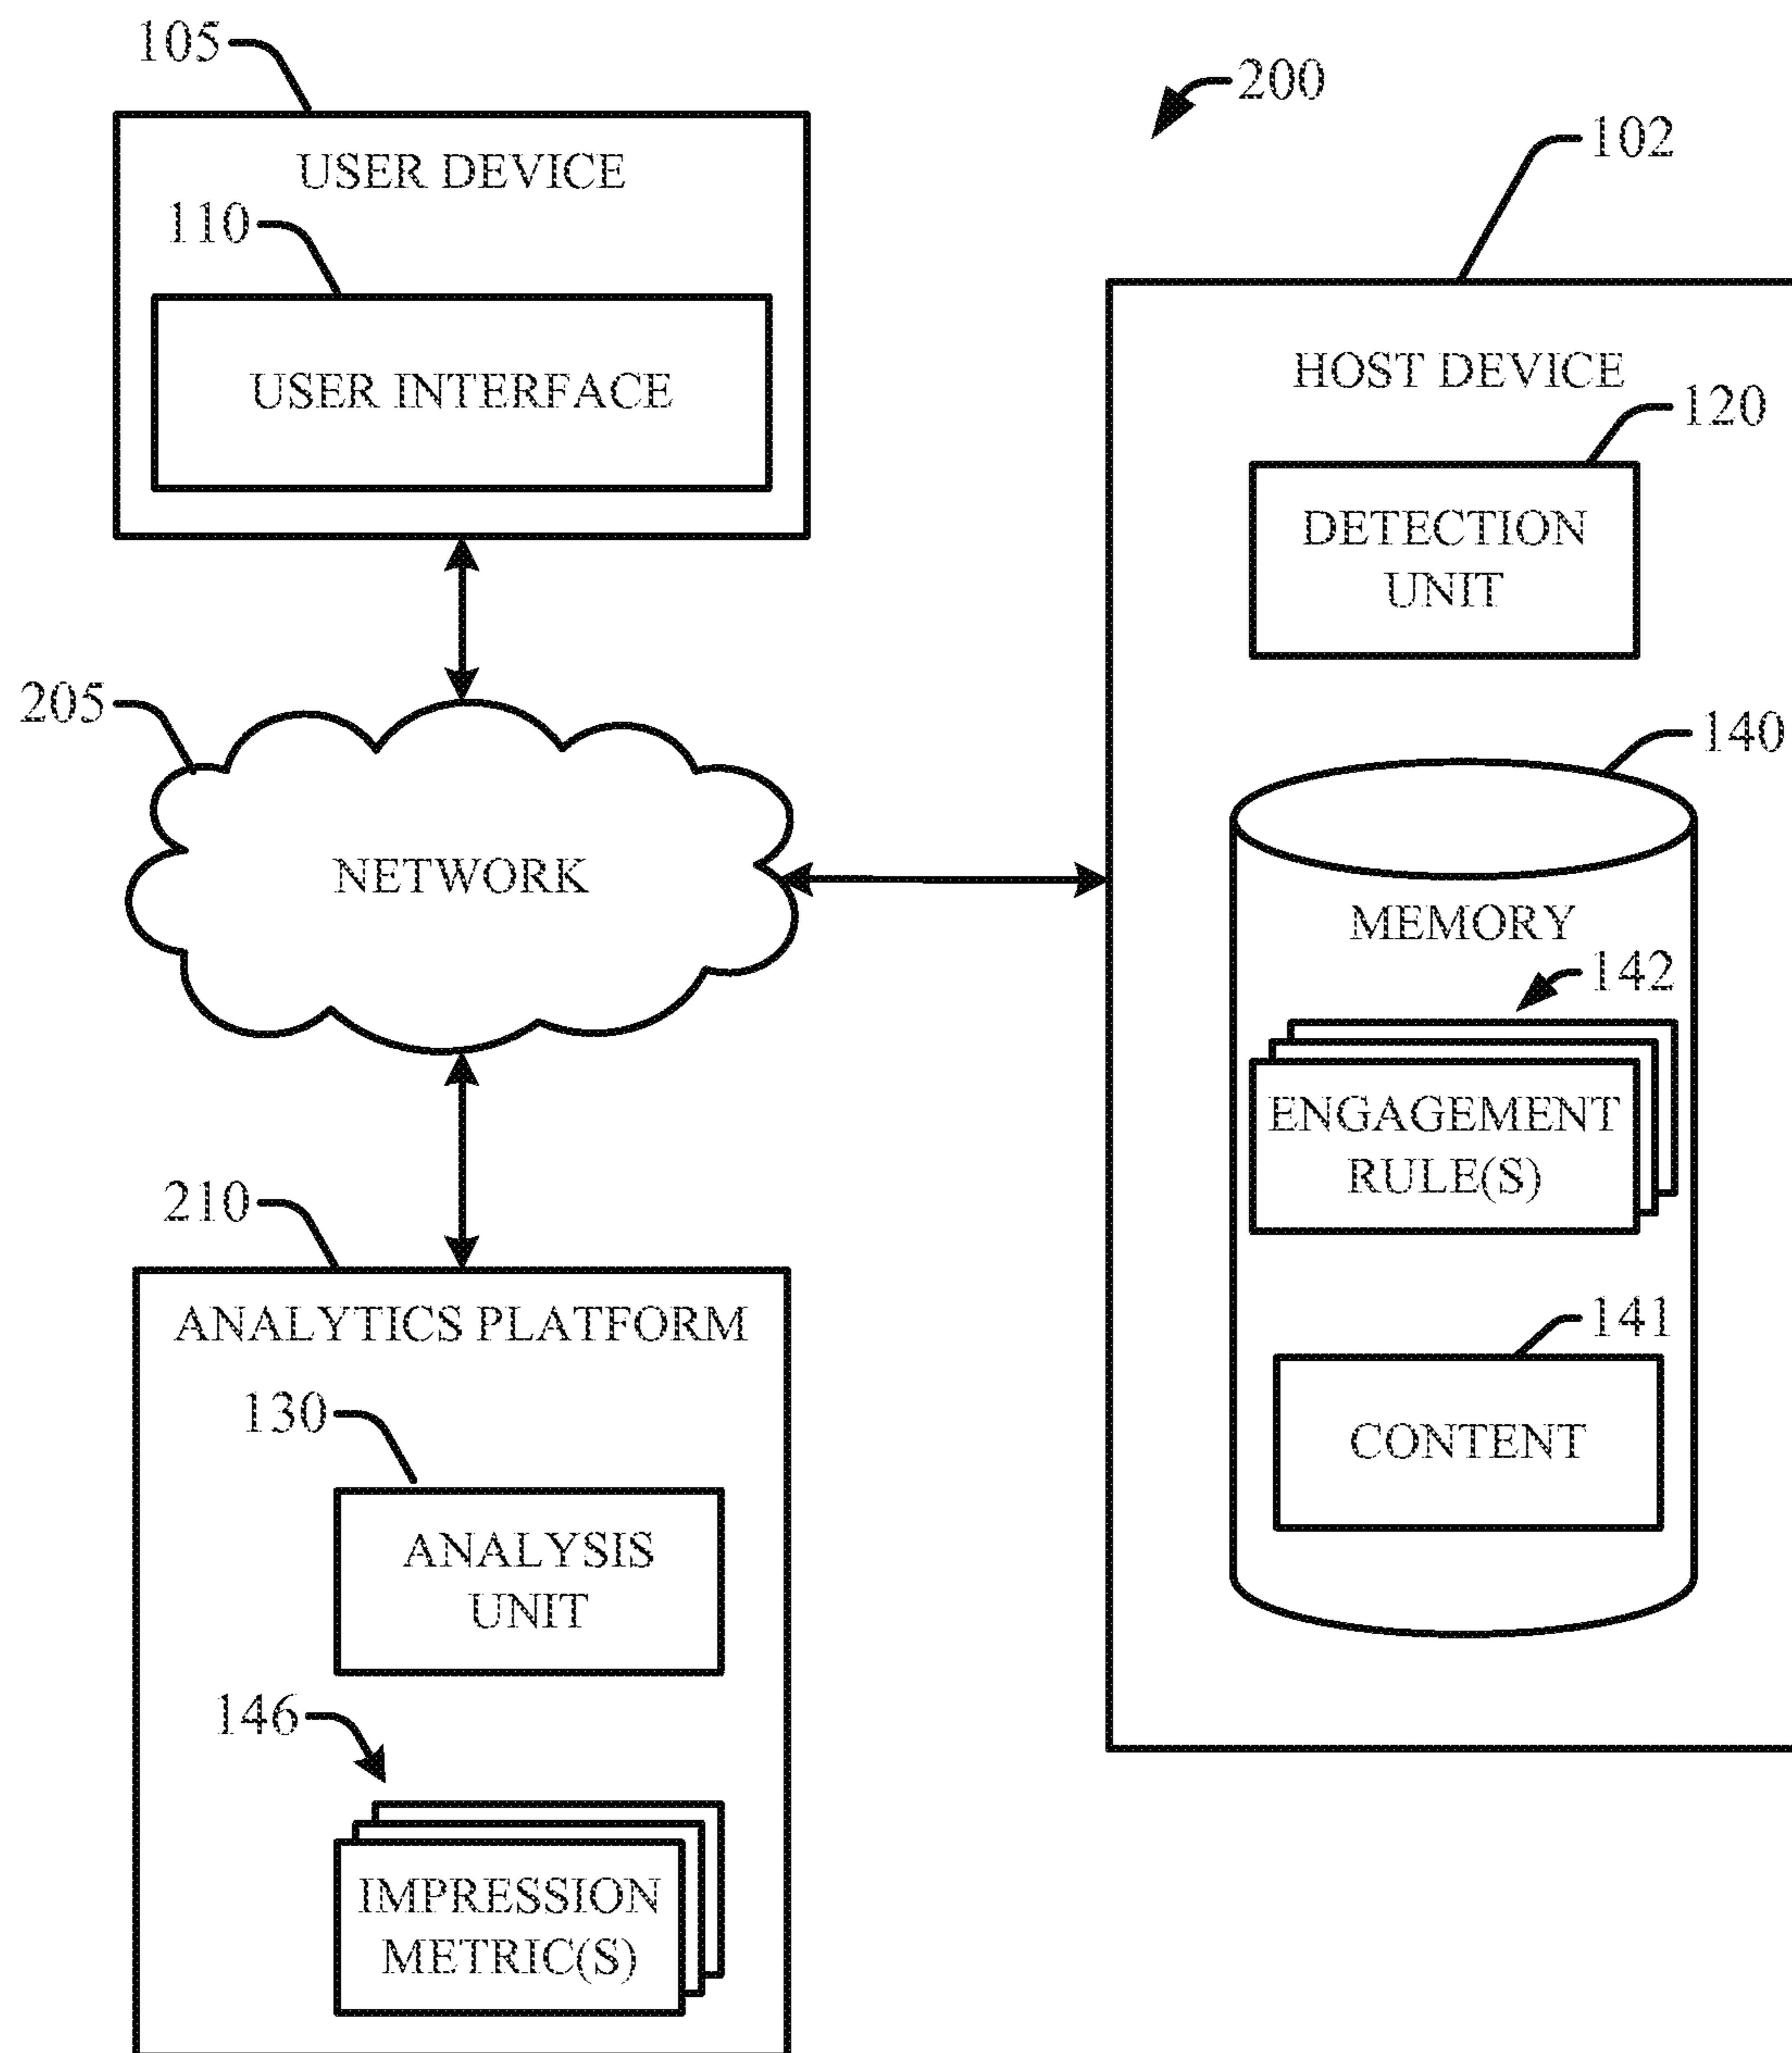 105
USER DEVICE
110
USER INTERFACE
200
102
HOST DEVICE
120
DETECTION
UNIT
205
NETWORK
140
MEMORY
142
ENGAGEMENT
RULE(S)
141
CONTENT
210
ANALYTICS PLATFORM
130
ANALYSIS
UNIT
146
IMPRESSION
METRIC(S)